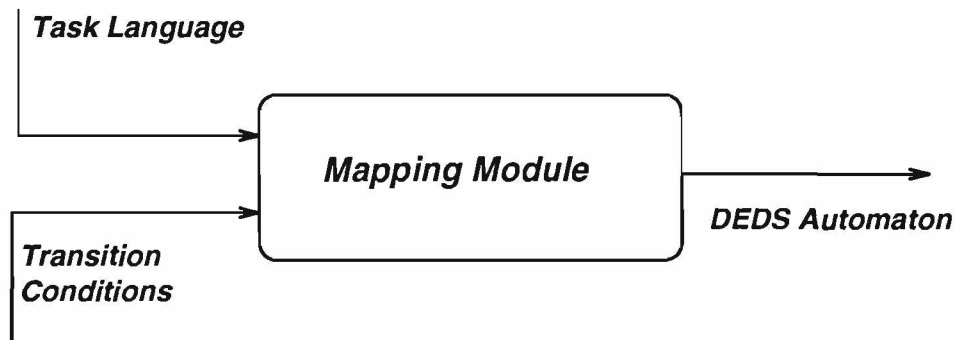 Task Language
Mapping Module
DEDS Automaton
Transition
Conditions